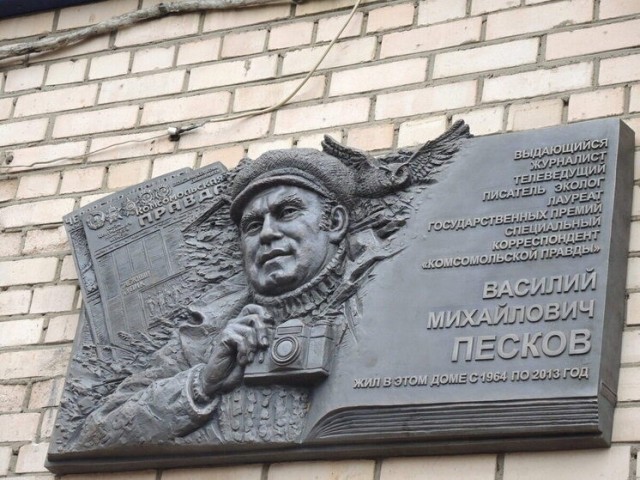 КОМСОМОЛЬСКАЯ
ПРАВДА
ВЫДАЮЩИЙСЯ
ЖУРНАЛИСТ
ТЕЛЕВЕДУЩИЙ
ПИСАТЕЛЬ ЭКОЛОГ
ЛАУРЕАТ
ГОСУДАРСТВЕННЫХ ПРЕМИЙ
СПЕЦИАЛЬНЫЙ
КОРРЕСПОНДЕНТ
«КОМСОМОЛЬСКОЙ ПРАВДЫ»
ВАСИЛИЙ
МИХАЙЛОВИЧ
ПЕСКОВ
ЖИЛ В ЭТОМ ДОМЕ С 1964 ПО 2013 ГОД